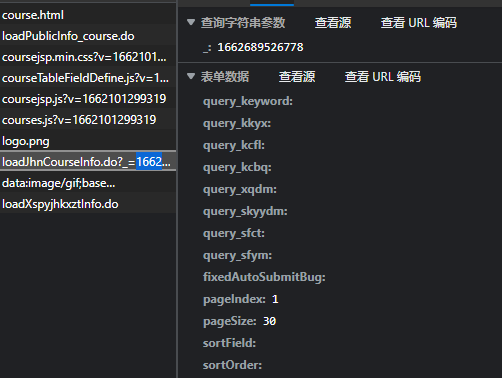 course.html
loadPublicInfo_course.do
coursejsp.min.css?v=1662101...
courseTableFieldDefine.js?v=1...
coursejsp.js?v=1662101299319
courses.js?v=1662101299319
logo.png
loadJhnCourseInfo.do?_=1662...
data:image/gif;base...
loadXspyjhkxztInfo.do
查询字符串参数 查看源 查看 URL 编码
_: 1662689526778
表单数据 查看源 查看 URL 编码
query_keyword:
query_kkyx:
query_kcfl:
query_kcbq:
query_xqdm:
query_skyydm:
query_sfct:
query_sfym:
fixedAutoSubmitBug:
pageIndex: 1
pageSize: 30
sortField:
sortOrder: